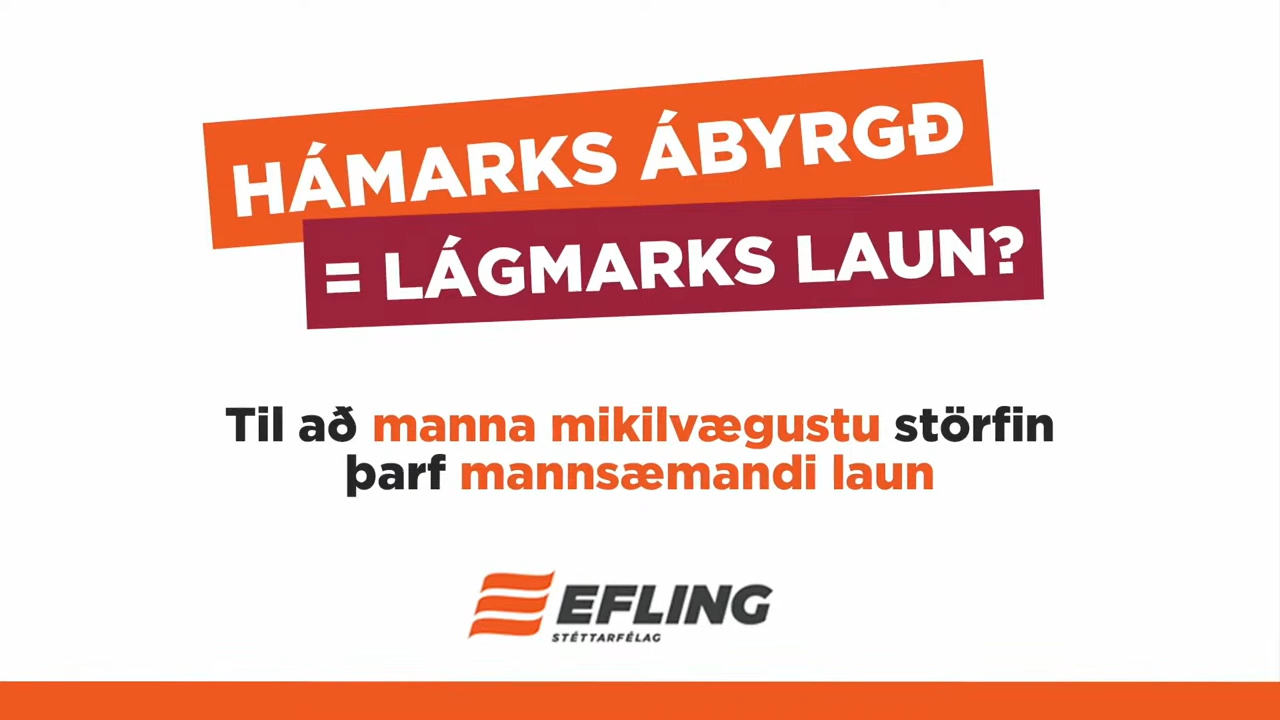 HÁMARKS ÁBYRGÐ
= LÁGMARKS LAUN?
Til að manna mikilvægustu störfin
þarf mannsæmandi laun
EFLING
STÉTTARFÉLAG